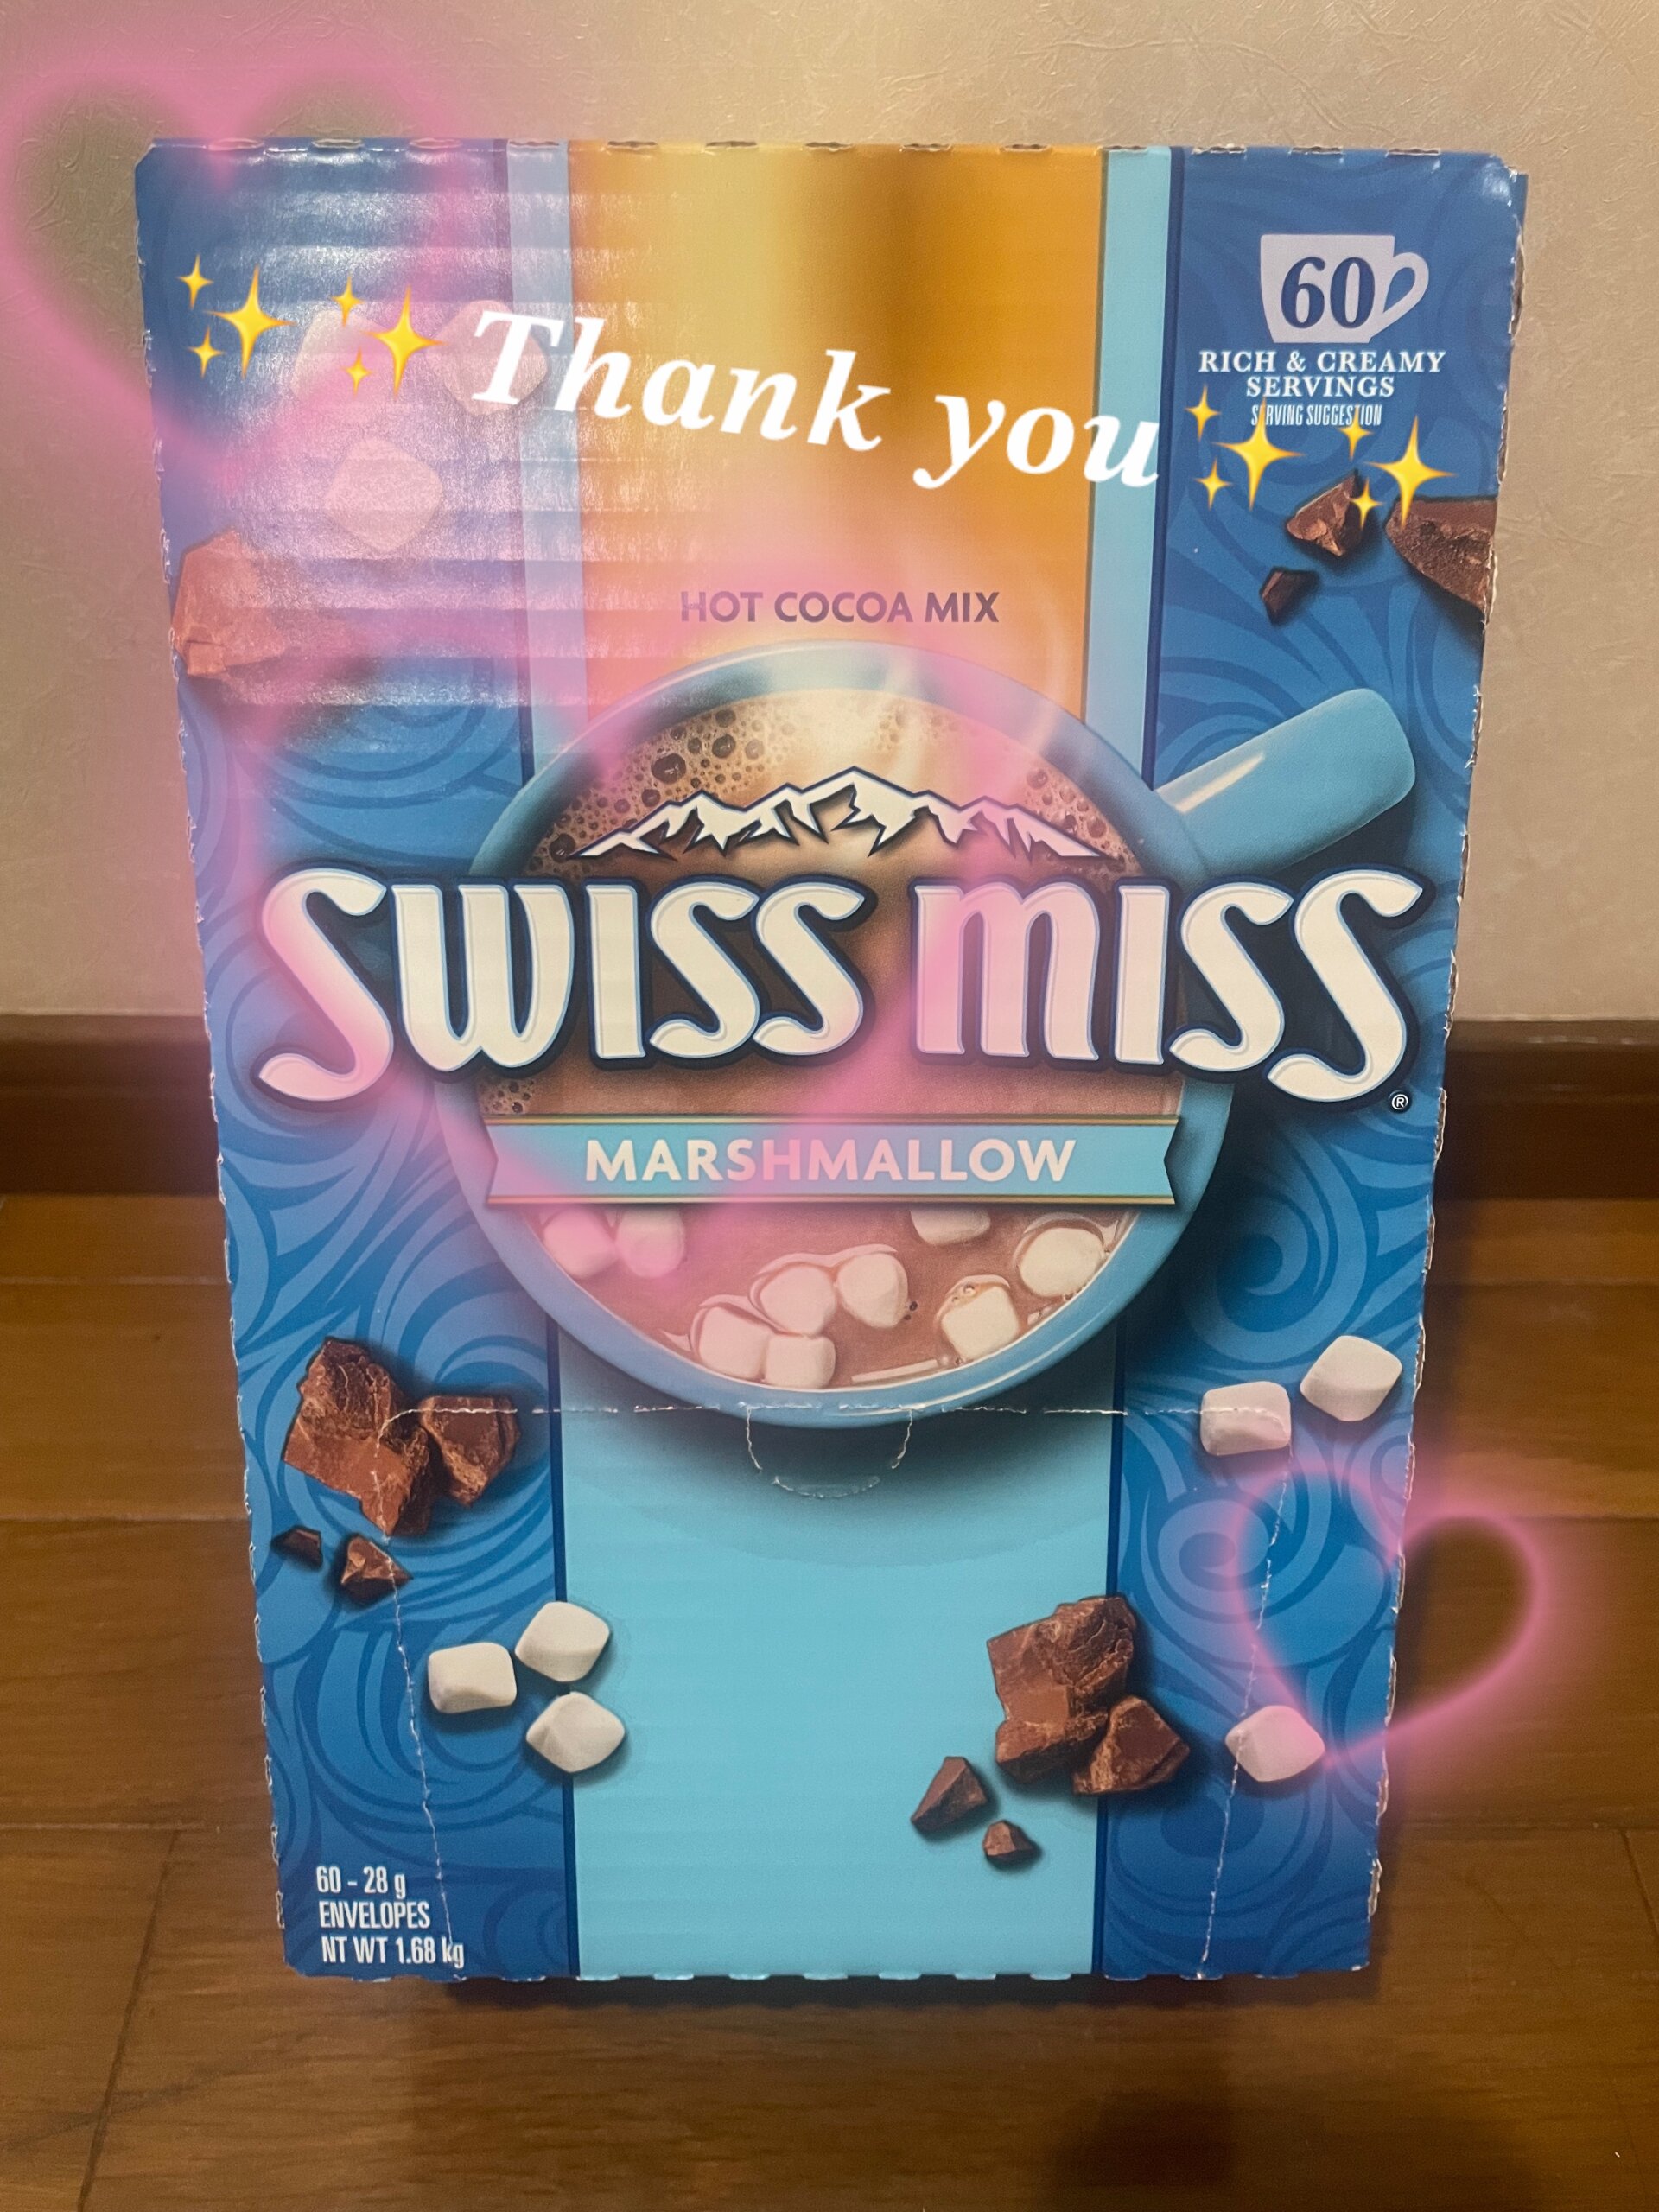 ✨✨Thank you✨✨
60
RICH & CREAMY
SERVINGS
SERVING SUGGESTION
HOT COCOA MIX
SWISS MISS®
MARSHMALLOW
60 - 28 g
ENVELOPES
NT WT 1.68 kg